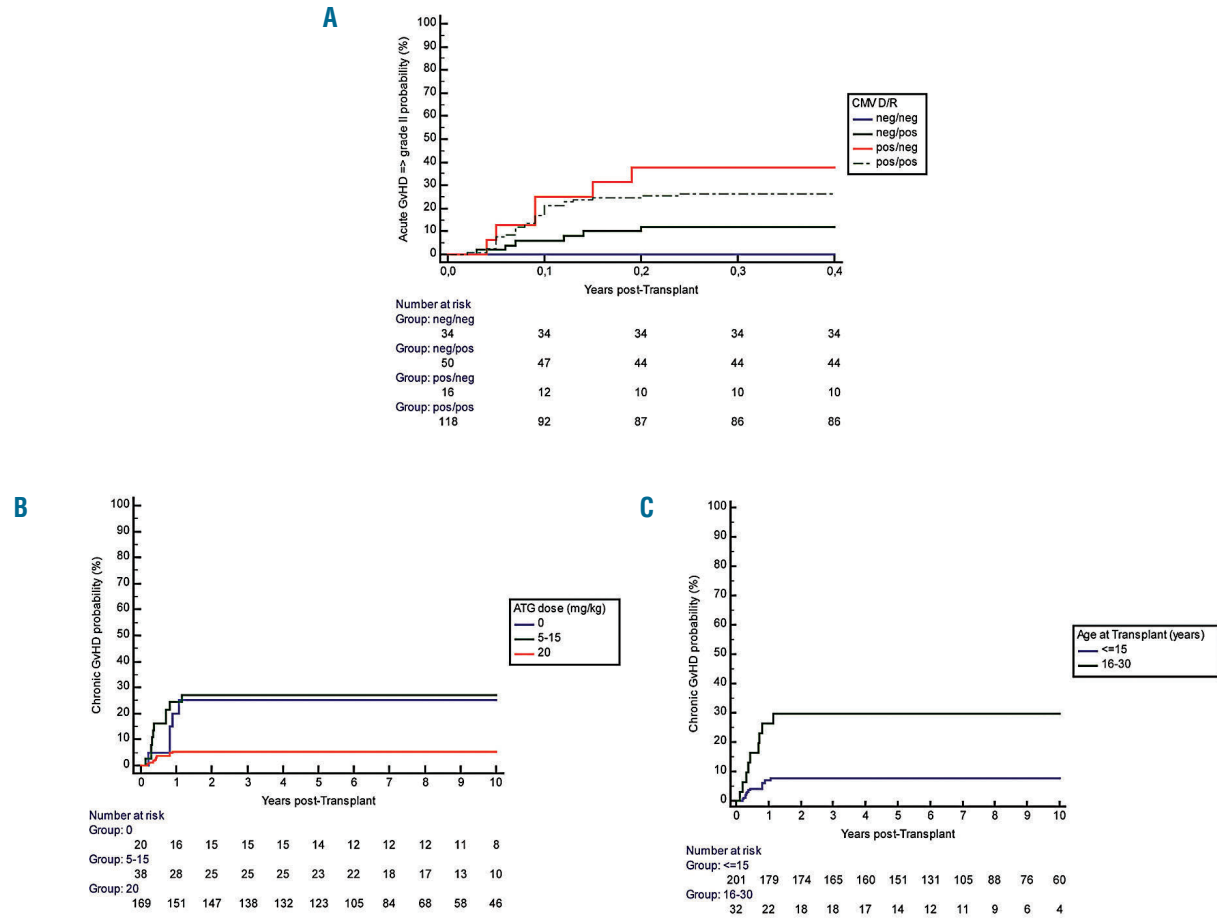 A
Acute GvHD => grade II probability (%)
100
90
80
70
60
50
40
30
20
10
0
0,0 0,1 0,2 0,3 0,4
Years post-Transplant
CMV D/R
neg/neg
neg/pos
pos/neg
pos/pos
Number at risk
Group: neg/neg
34 34 34 34 34
Group: neg/pos
50 47 44 44 44
Group: pos/neg
16 12 10 10 10
Group: pos/pos
118 92 87 86 86
B
Chronic GvHD probability (%)
100
90
80
70
60
50
40
30
20
10
0
0 1 2 3 4 5 6 7 8 9 10
Years post-Transplant
ATG dose (mg/kg)
0
5-15
20
Number at risk
Group: 0
20 16 15 15 15 14 12 12 12 11 8
Group: 5-15
38 28 25 25 25 23 22 18 17 13 10
Group: 20
169 151 147 138 132 123 105 84 68 58 46
C
Chronic GvHD probability (%)
100
90
80
70
60
50
40
30
20
10
0
0 1 2 3 4 5 6 7 8 9 10
Years post-Transplant
Age at Transplant (years)
<=15
16-30
Number at risk
Group: <=15
201 179 174 165 160 151 131 105 88 76 60
Group: 16-30
32 22 18 18 17 14 12 11 9 6 4